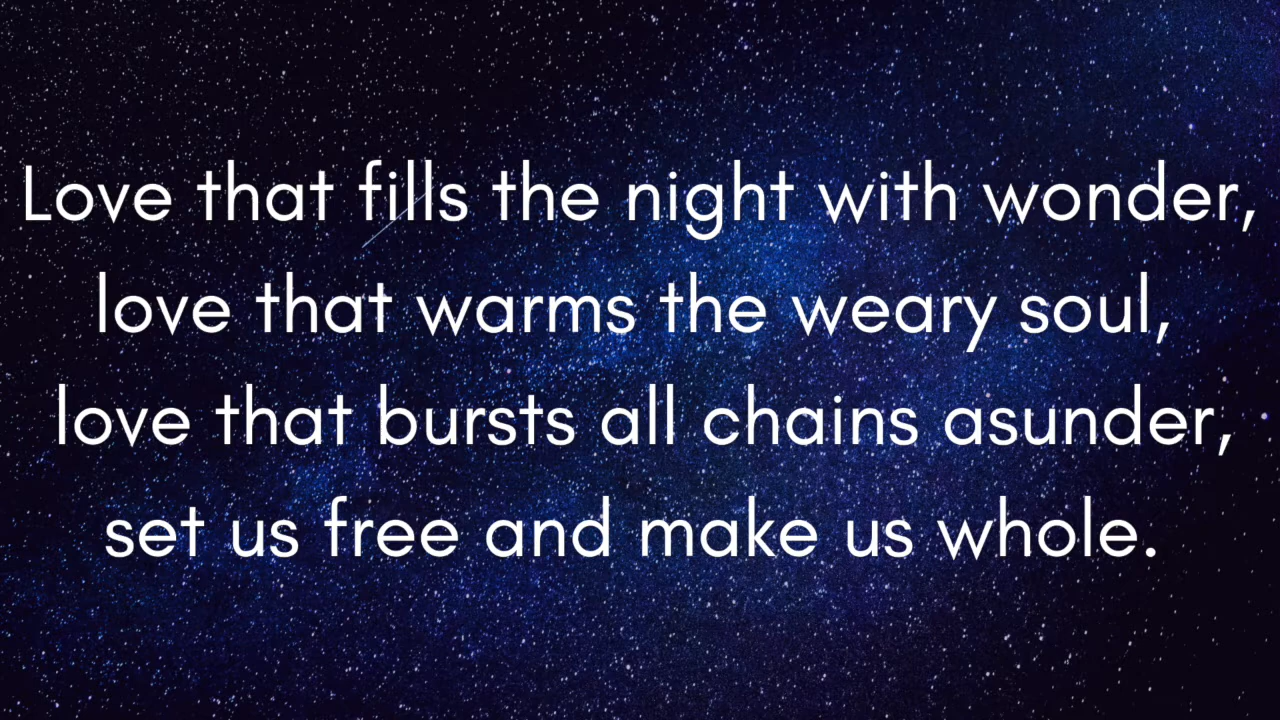 Love that fills the night with wonder,
love that warms the weary soul,
love that bursts all chains asunder,
set us free and make us whole.